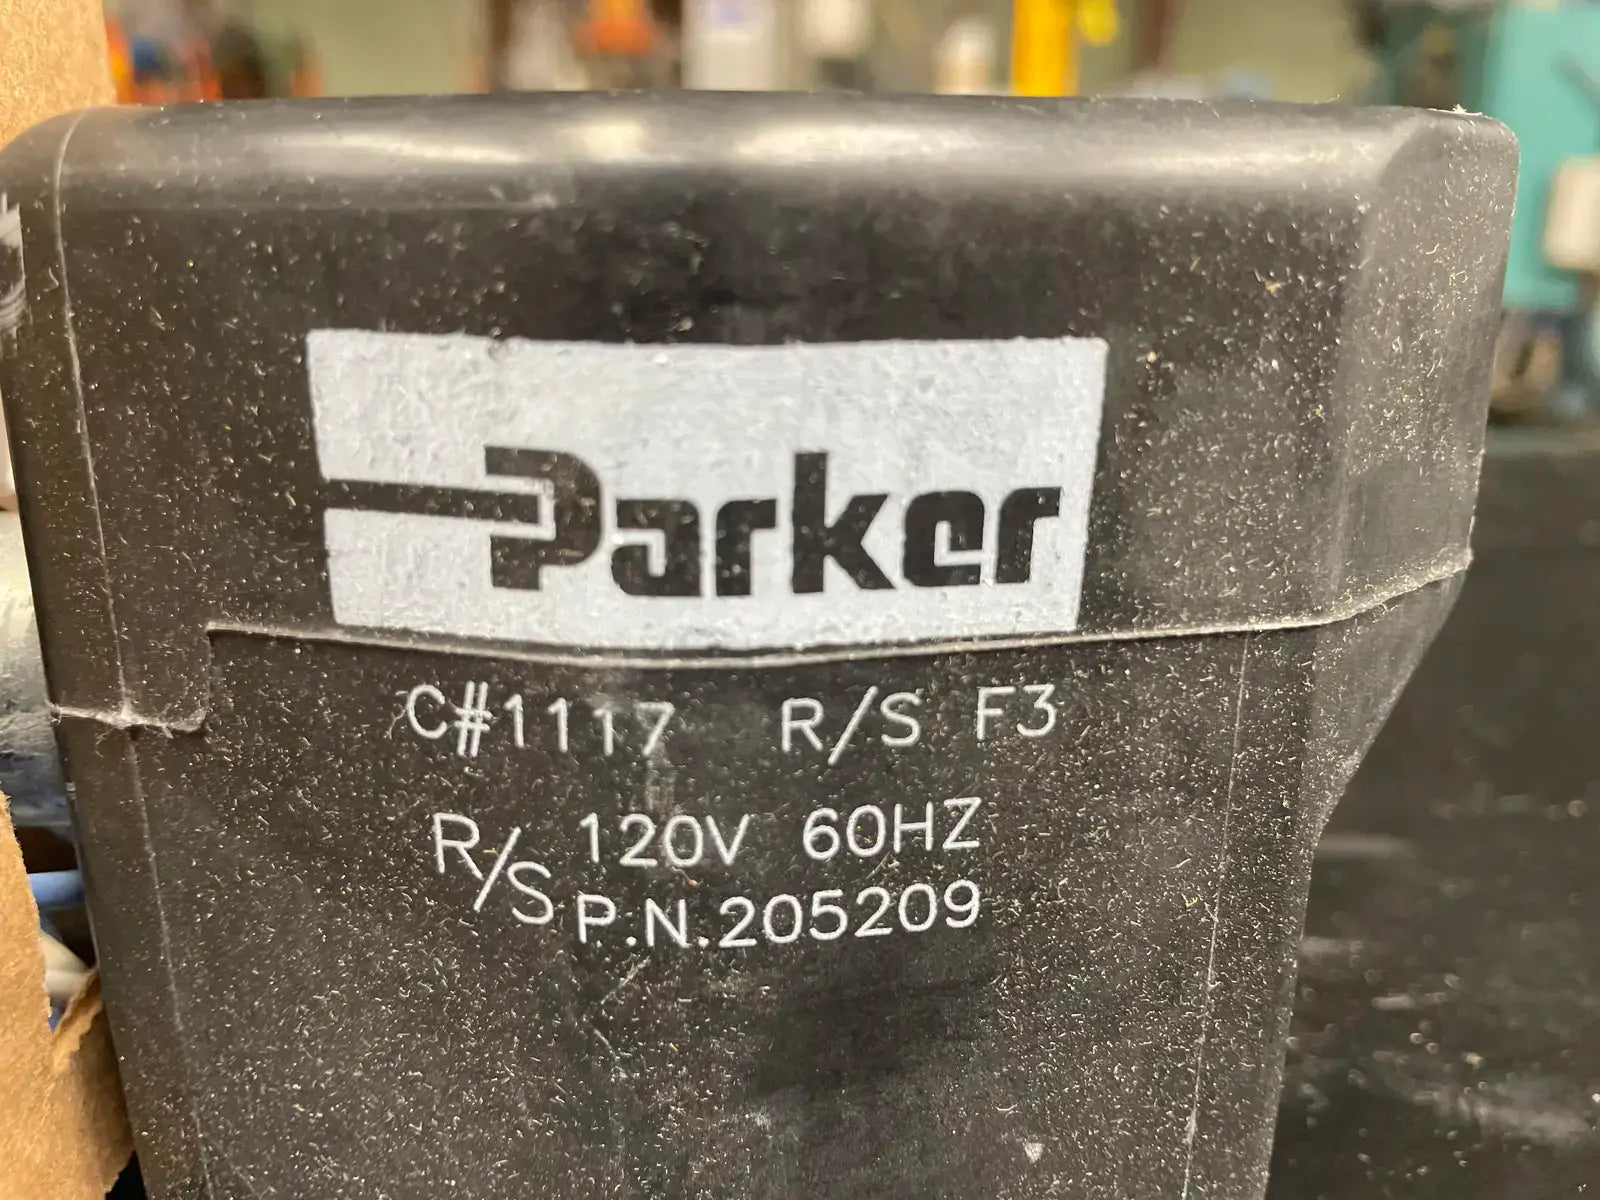 Parker
C#1117 R/S F3
R/S 120V 60HZ
P.N.205209